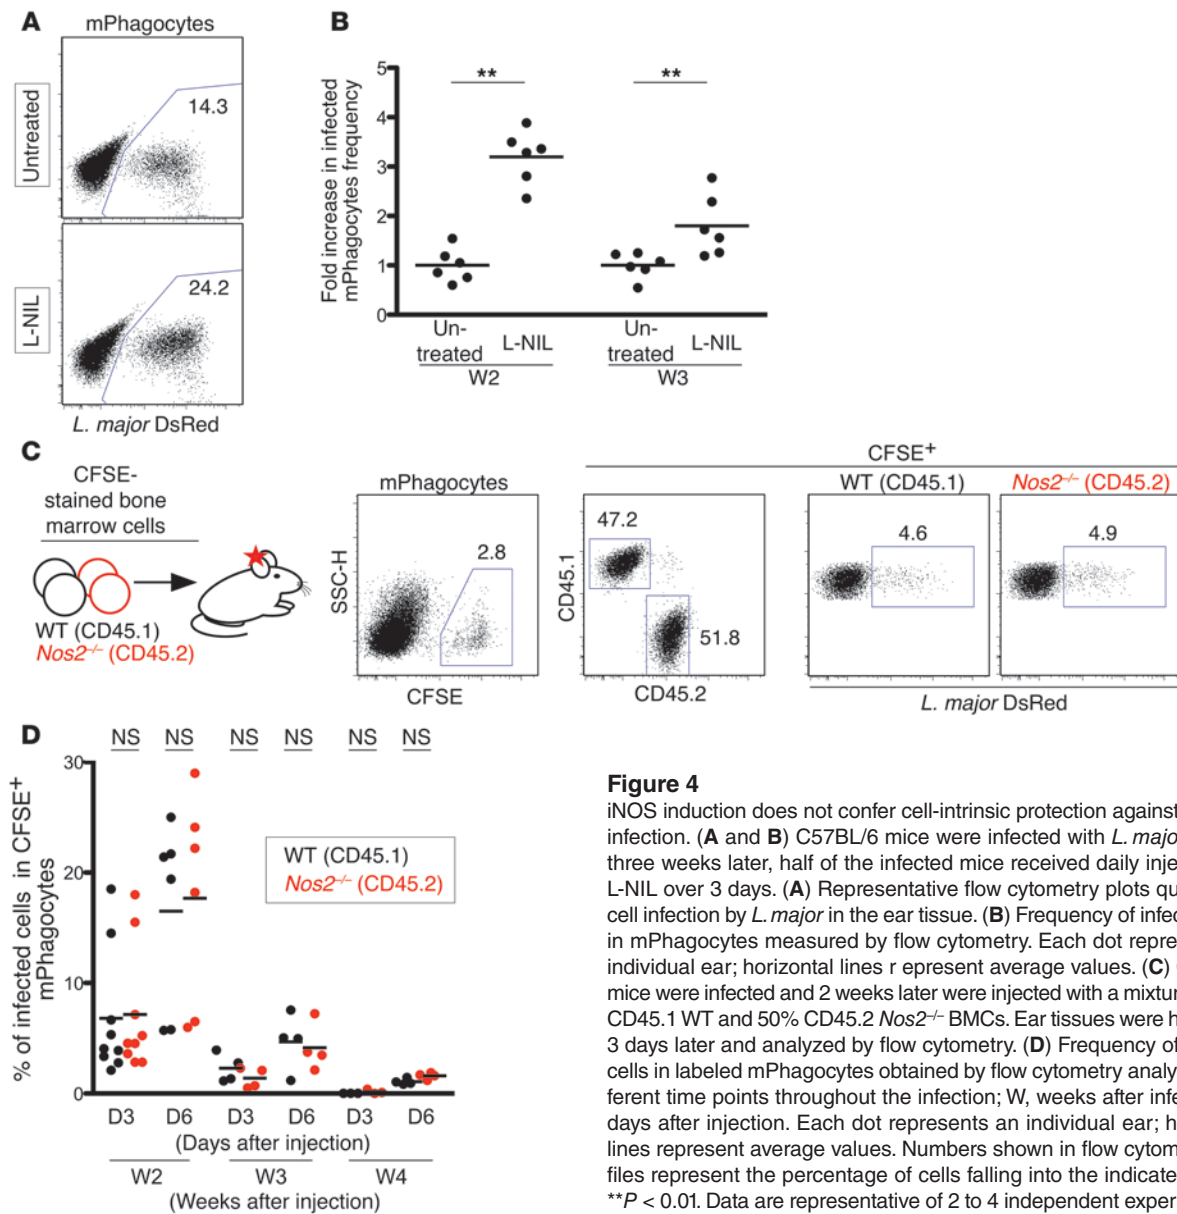 A
mPhagocytes
Untreated
14.3
L-NIL
24.2
L. major DsRed
B
Fold increase in infected
mPhagocytes frequency
5
4
3
2
1
0
**
**
Un-
treated
L-NIL
Un-
treated
L-NIL
W2
W3
C
CFSE-
stained bone
marrow cells
WT (CD45.1)
Nos2–/– (CD45.2)
mPhagocytes
2.8
SSC-H
CFSE
CFSE+
47.2
51.8
CD45.1
CD45.2
WT (CD45.1)
4.6
Nos2–/– (CD45.2)
4.9
L. major DsRed
D
NS NS NS NS NS NS
% of infected cells in CFSE+
mPhagocytes
30
20
10
0
WT (CD45.1)
Nos2–/– (CD45.2)
D3 D6 D3 D6 D3 D6
(Days after injection)
W2 W3 W4
(Weeks after injection)
Figure 4
iNOS induction does not confer cell-intrinsic protection against
infection. (A and B) C57BL/6 mice were infected with L. major
three weeks later, half of the infected mice received daily injec
L-NIL over 3 days. (A) Representative flow cytometry plots qu
cell infection by L. major in the ear tissue. (B) Frequency of infec
in mPhagocytes measured by flow cytometry. Each dot repre
individual ear; horizontal lines r epresent average values. (C)
mice were infected and 2 weeks later were injected with a mixtur
CD45.1 WT and 50% CD45.2 Nos2–/– BMCs. Ear tissues were h
3 days later and analyzed by flow cytometry. (D) Frequency of
cells in labeled mPhagocytes obtained by flow cytometry analy
ferent time points throughout the infection; W, weeks after infe
days after injection. Each dot represents an individual ear; h
lines represent average values. Numbers shown in flow cytom
files represent the percentage of cells falling into the indicate
**P < 0.01. Data are representative of 2 to 4 independent exper